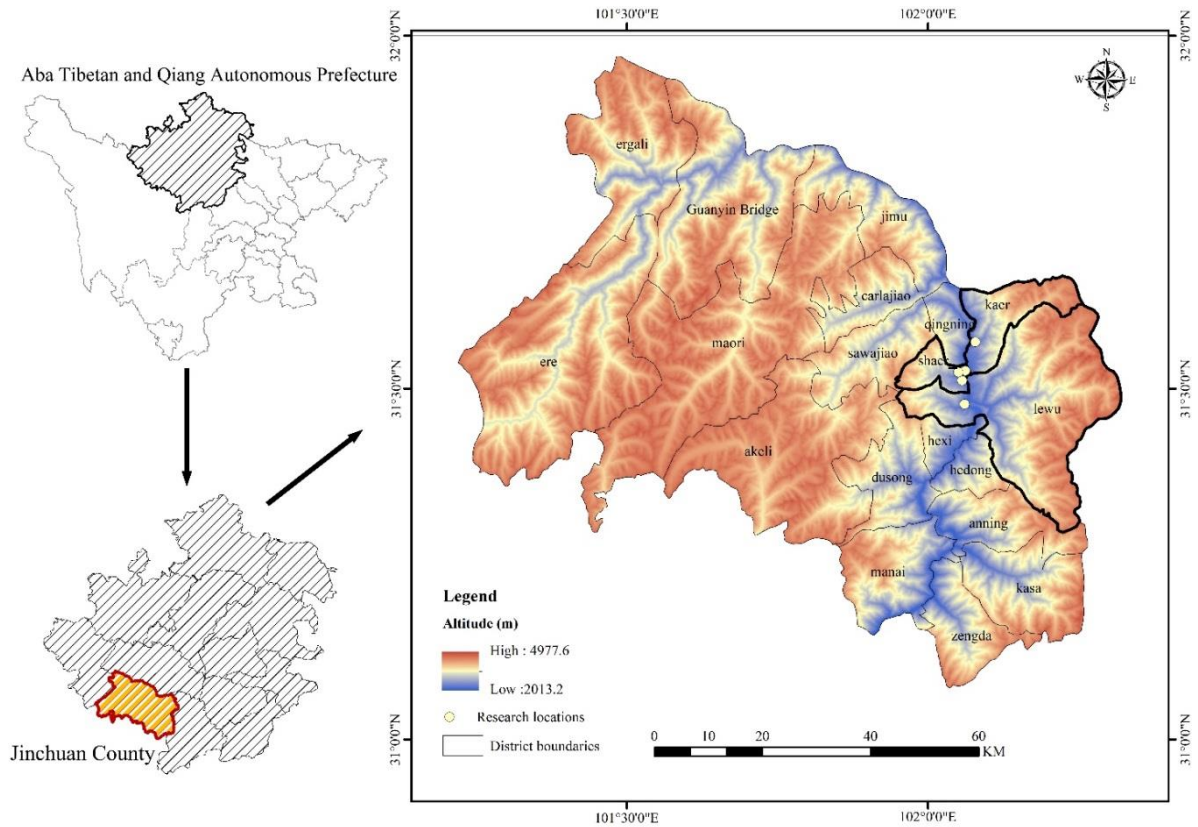 Aba Tibetan and Qiang Autonomous Prefecture
Jinchuan County
101°30'0"E
102°0'0"E
32°0'0"N
32°0'0"N
N
W
E
S
ergali
Guanyin Bridge
jimu
carlajiao
kaer
qingning
maori
sawajiao
shaer
ere
31°30'0"N
31°30'0"N
lewu
akeli
hexi
dusong
hedong
anning
manai
kasa
zengda
Legend
Altitude (m)
High : 4977.6
Low :2013.2
Research locations
District boundaries
0
10
20
40
60
KM
31°0'0"N
31°0'0"N
101°30'0"E
102°0'0"E